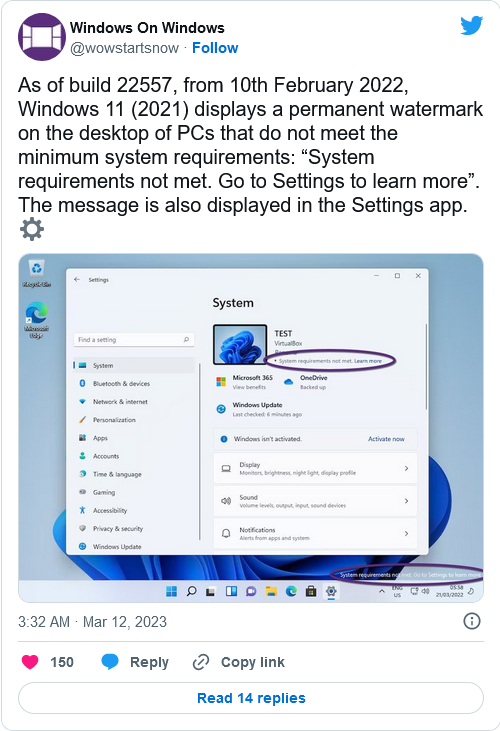 Windows On Windows
@wowstartsnow · Follow
As of build 22557, from 10th February 2022,
Windows 11 (2021) displays a permanent watermark
on the desktop of PCs that do not meet the
minimum system requirements: “System
requirements not met. Go to Settings to learn more”.
The message is also displayed in the Settings app.
Recycle Bin
Microsoft
Edge
Settings
System
Find a setting
TEST
VirtualBox
System requirements not met. Learn more
System
Bluetooth & devices
Network & internet
Personalization
Apps
Accounts
Time & language
Gaming
Accessibility
Privacy & security
Windows Update
Microsoft 365
View benefits
OneDrive
Backed up
Windows Update
Last checked: 6 minutes ago
Windows isn't activated.
Activate now
Display
Monitors, brightness, night light, display profile
Sound
Volume levels, output, input, sound devices
Notifications
Alerts from apps and system
System requirements not met. Go to Settings to learn more
ENG
US
05:58
21/03/2022
3:32 AM · Mar 12, 2023
150
Reply
Copy link
Read 14 replies